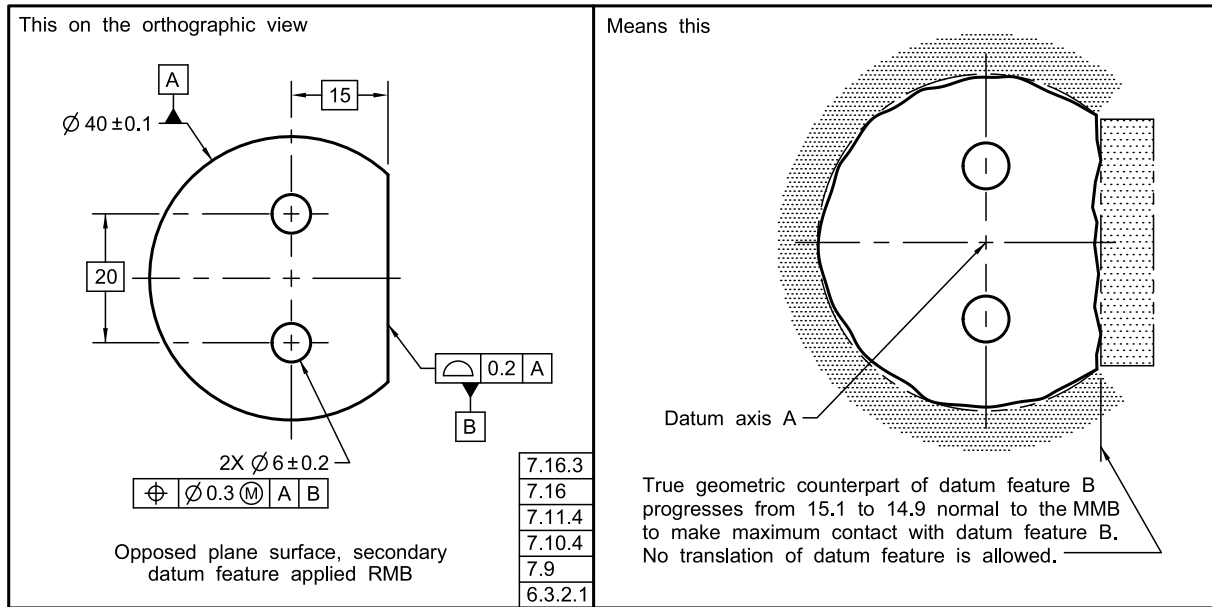 This on the orthographic view
A
15
Ø 40 ±0.1
20
⌓ 0.2 A
B
2X Ø 6 ±0.2
⌖ Ø 0.3 Ⓜ A B
Opposed plane surface, secondary
datum feature applied RMB
7.16.3
7.16
7.11.4
7.10.4
7.9
6.3.2.1
Means this
Datum axis A
True geometric counterpart of datum feature B
progresses from 15.1 to 14.9 normal to the MMB
to make maximum contact with datum feature B.
No translation of datum feature is allowed.